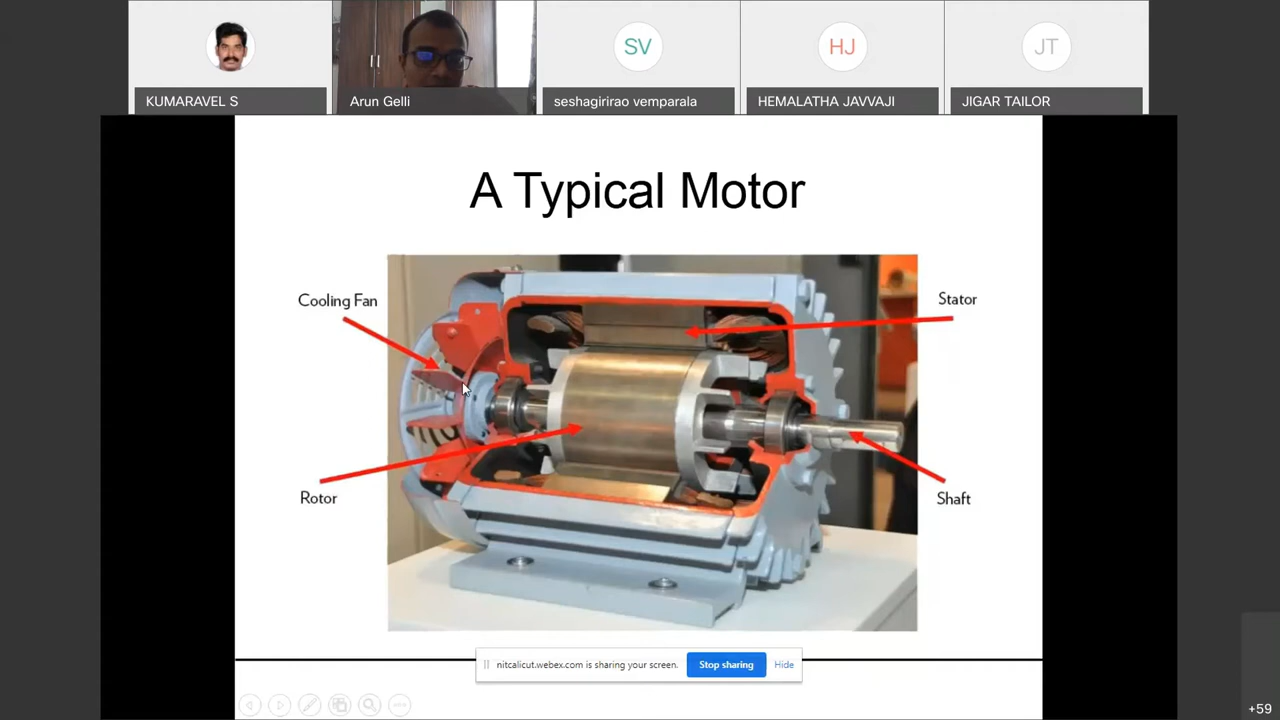 KUMARAVEL S
Arun Gelli
SV
seshagirirao vemparala
HJ
HEMALATHA JAVVAJI
JT
JIGAR TAILOR
A Typical Motor
Cooling Fan
Stator
Rotor
Shaft
nitcalicut.webex.com is sharing your screen.
Stop sharing
Hide
+59